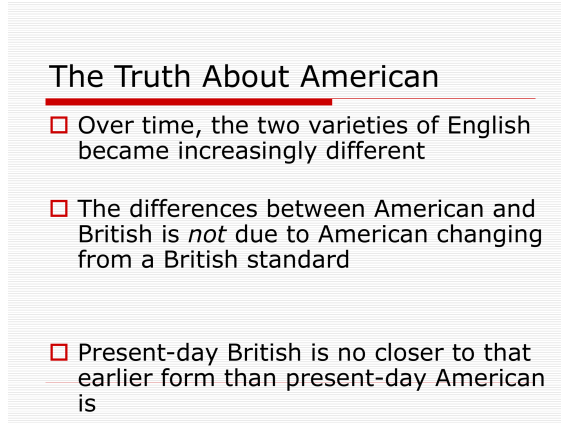 The Truth About American
Over time, the two varieties of English
became increasingly different
The differences between American and
British is not due to American changing
from a British standard
Present-day British is no closer to that
earlier form than present-day American
is